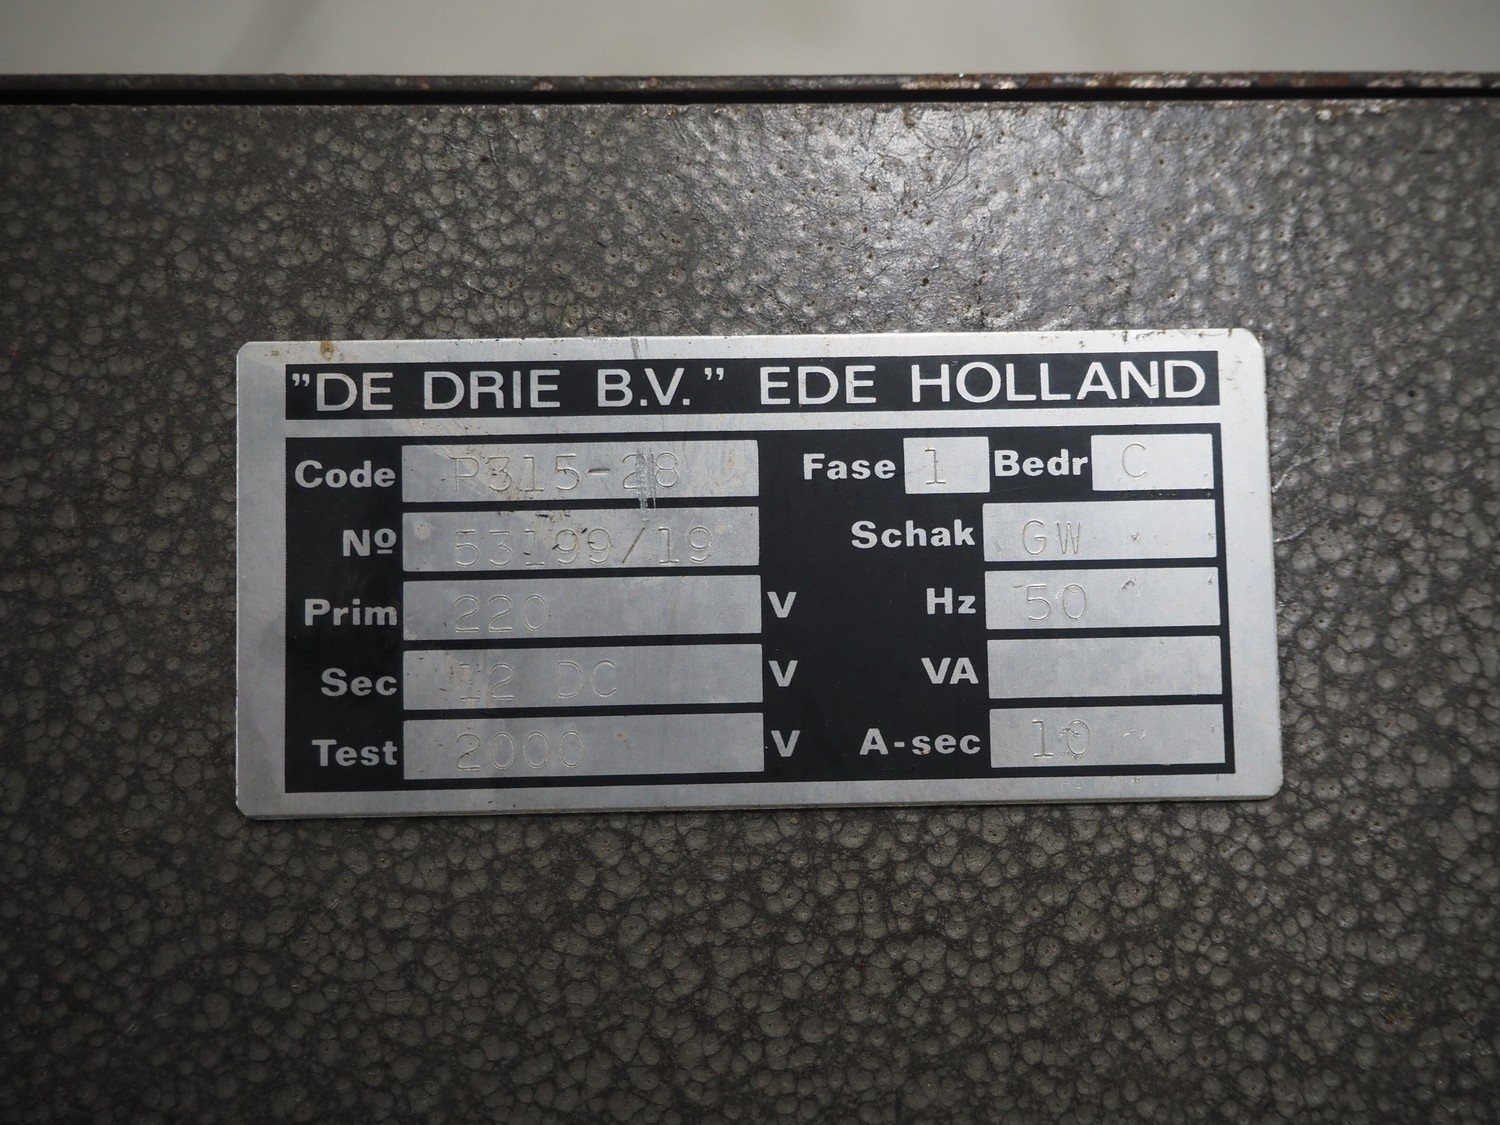 "DE DRIE B.V." EDE HOLLAND
Code P315-28 Fase 1 Bedr C
Nº 53199/19 Schak GW
Prim 220 V Hz 50
Sec 12 DC V VA
Test 2000 V A-sec 10